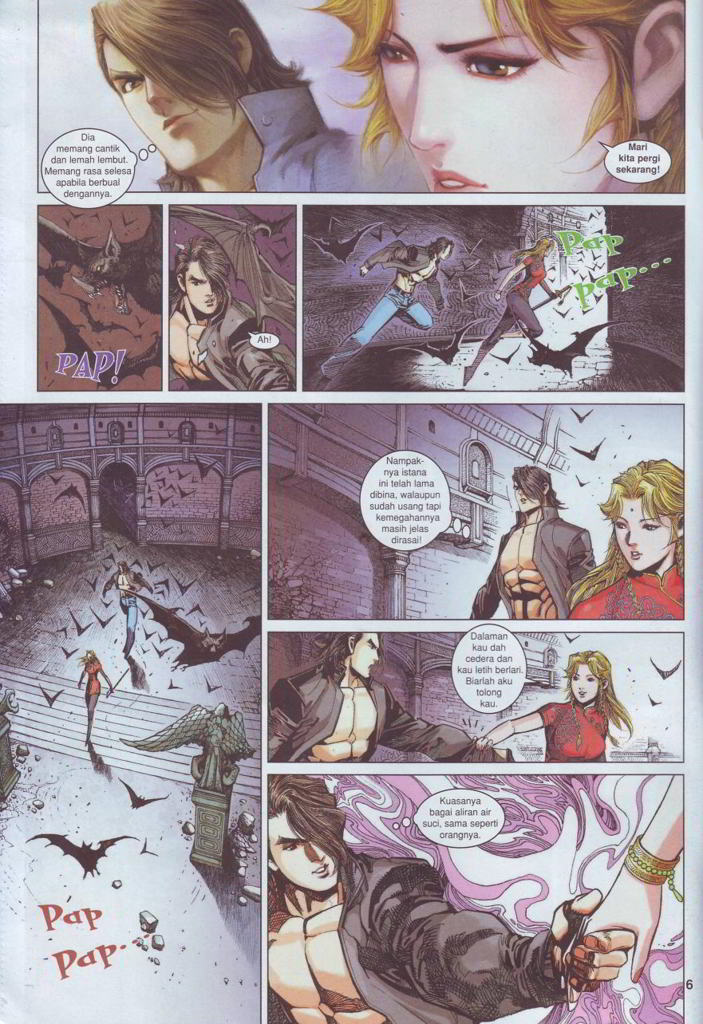 Dia
memang cantik
dan lemah lembut.
Memang rasa selesa
apabila berbual
dengannya.
Mari
kita pergi
sekarang!
PAP!
Ah!
Pap
pap...
Nampak-
nya istana
ini telah lama
dibina, walaupun
sudah usang tapi
kemegahannya
masih jelas
dirasai!
Dalaman
kau dah
cedera dan
kau letih berlari.
Biarlah aku
tolong
kau.
Pap
Pap.
Kuasanya
bagai aliran air
suci, sama seperti
orangnya.
6